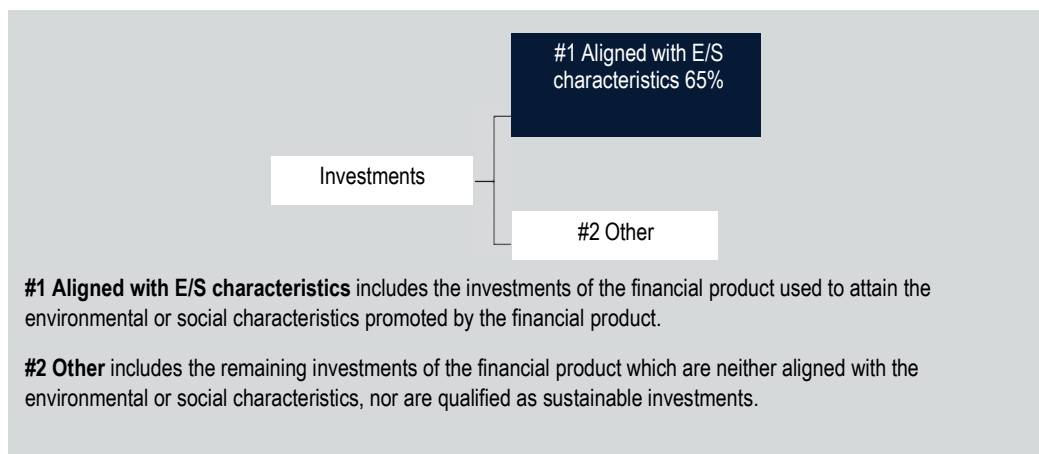 #1 Aligned with E/S
characteristics 65%
Investments
#2 Other
#1 Aligned with E/S characteristics includes the investments of the financial product used to attain the
environmental or social characteristics promoted by the financial product.
#2 Other includes the remaining investments of the financial product which are neither aligned with the
environmental or social characteristics, nor are qualified as sustainable investments.